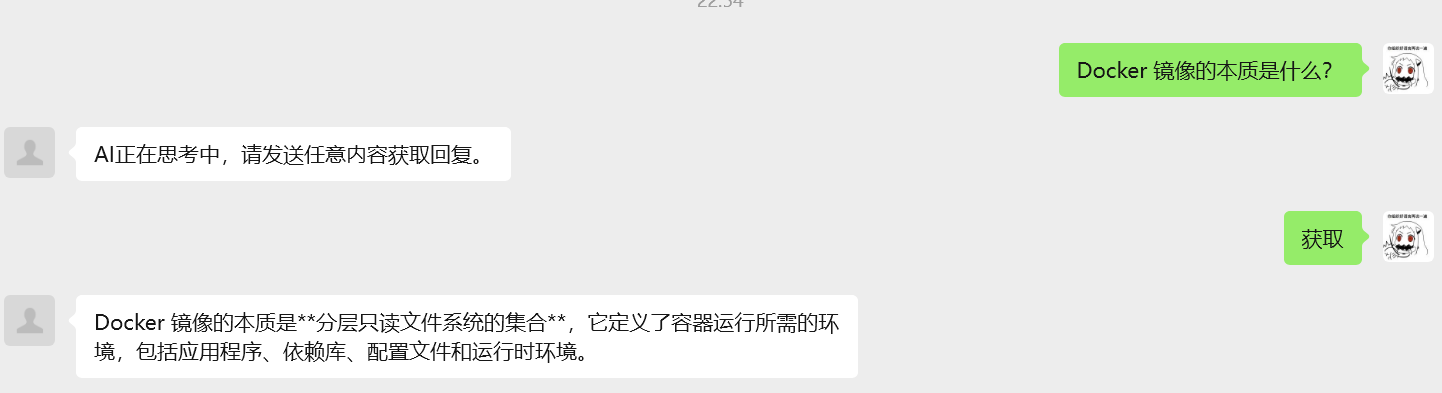 22:54
Docker 镜像的本质是什么？
AI正在思考中，请发送任意内容获取回复。
获取
Docker 镜像的本质是**分层只读文件系统的集合**，它定义了容器运行所需的环
境，包括应用程序、依赖库、配置文件和运行时环境。